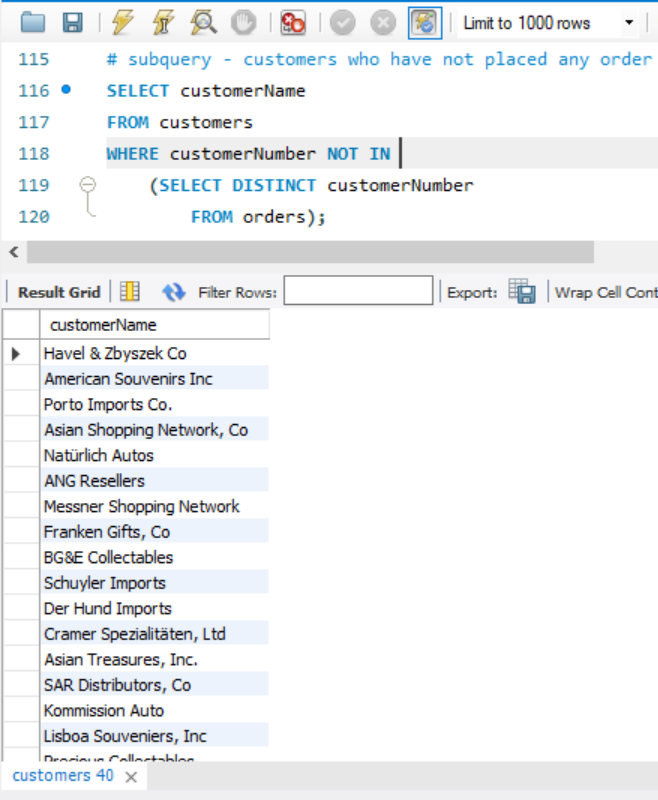 Limit to 1000 rows
115 # subquery - customers who have not placed any order
116 SELECT customerName
117 FROM customers
118 WHERE customerNumber NOT IN
119 (SELECT DISTINCT customerNumber
120 FROM orders);
Result Grid Filter Rows: Export: Wrap Cell Cont
customerName
Havel & Zbyszek Co
American Souvenirs Inc
Porto Imports Co.
Asian Shopping Network, Co
Natürlich Autos
ANG Resellers
Messner Shopping Network
Franken Gifts, Co
BG&E Collectables
Schuyler Imports
Der Hund Imports
Cramer Spezialitäten, Ltd
Asian Treasures, Inc.
SAR Distributors, Co
Kommission Auto
Lisboa Souveniers, Inc
Precious Collectables
customers 40